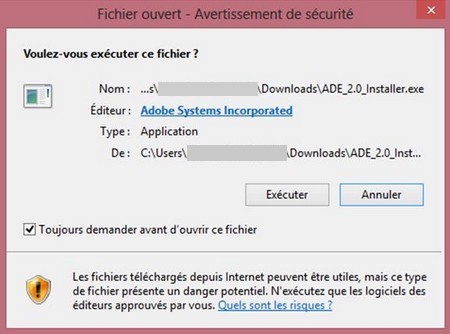 Fichier ouvert - Avertissement de sécurité
Voulez-vous exécuter ce fichier ?
Nom : ...s\ \Downloads\ADE_2.0_Installer.exe
Éditeur : Adobe Systems Incorporated
Type : Application
De : C:\Users\ \Downloads\ADE_2.0_Inst...
Exécuter Annuler
Toujours demander avant d'ouvrir ce fichier
Les fichiers téléchargés depuis Internet peuvent être utiles, mais ce type
de fichier présente un danger potentiel. N'exécutez que les logiciels des
éditeurs approuvés par vous. Quels sont les risques ?